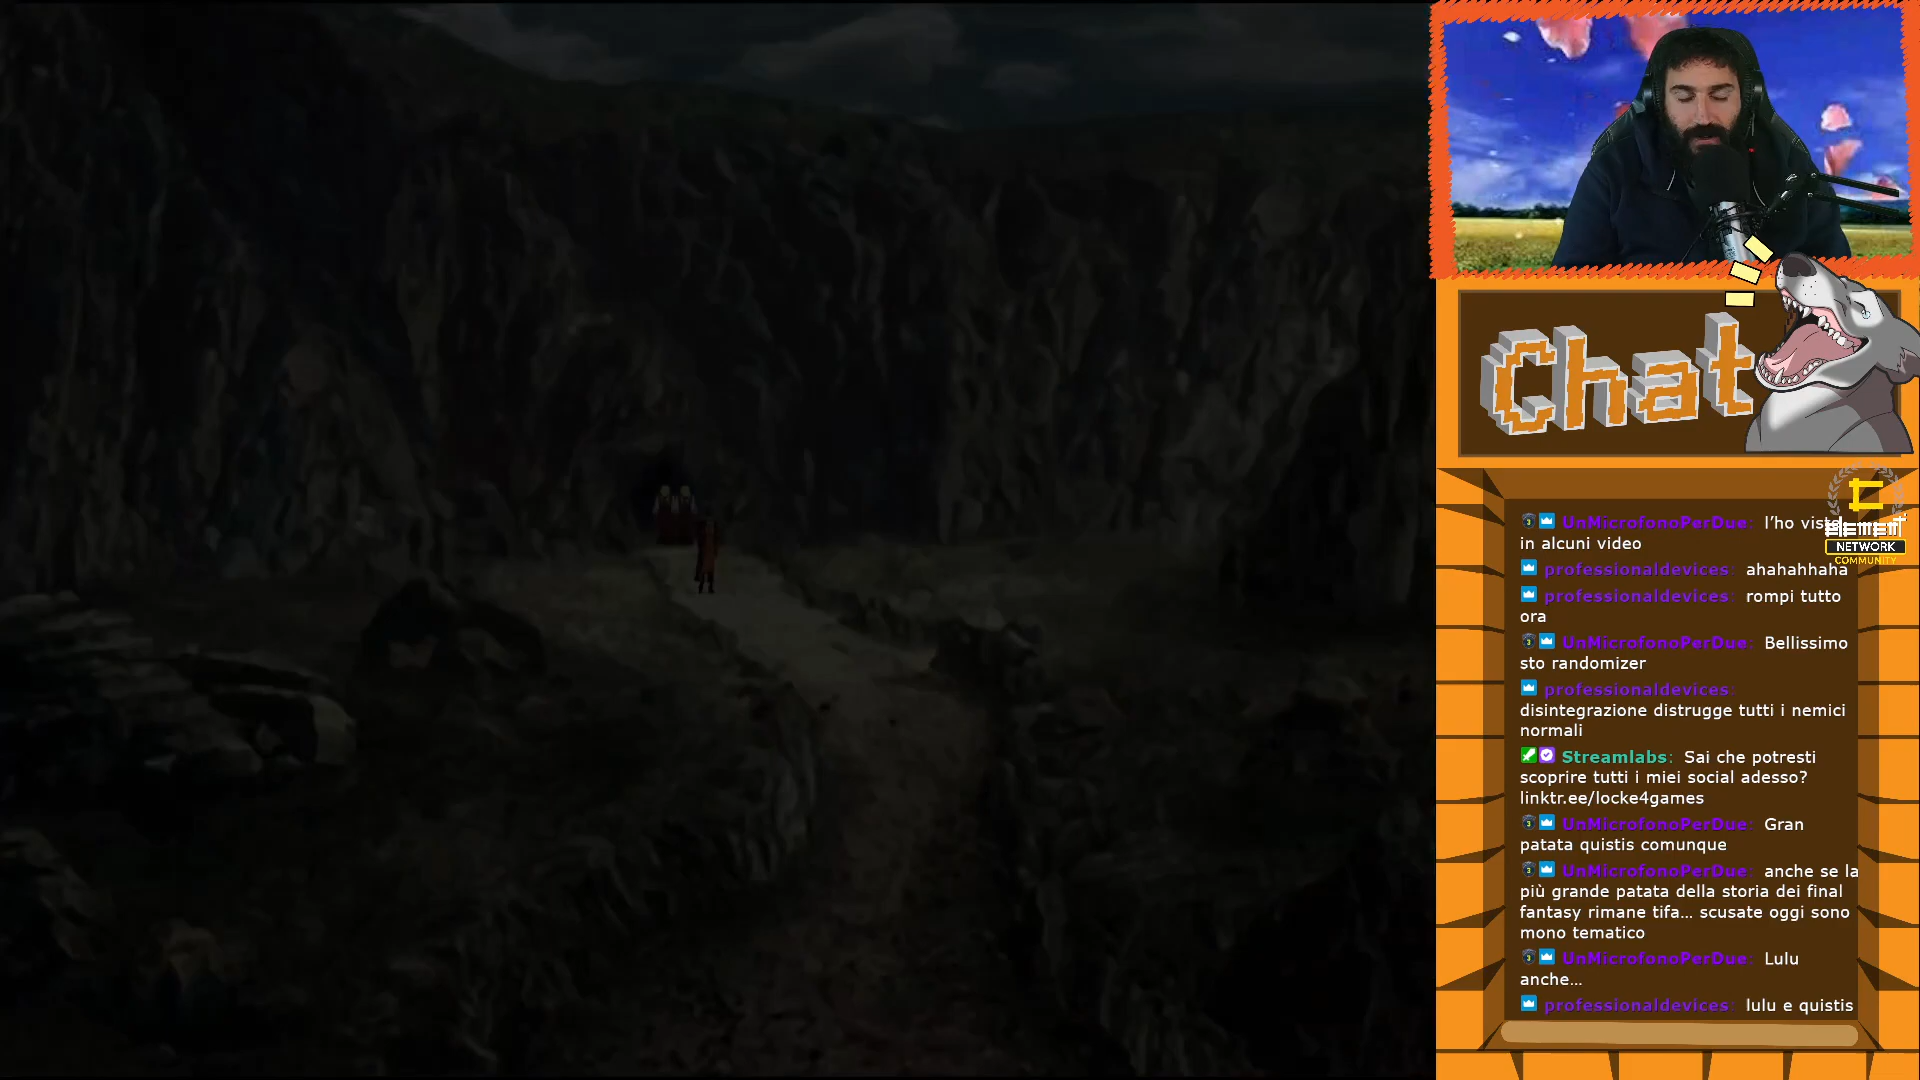 Chat
UnMicrofonoPerDue: l'ho visto
in alcuni video
professionaldevices: ahahahhaha
professionaldevices: rompi tutto
ora
UnMicrofonoPerDue: Bellissimo
sto randomizer
professionaldevices:
disintegrazione distrugge tutti i nemici
normali
Streamlabs: Sai che potresti
scoprire tutti i miei social adesso?
linktr.ee/locke4games
UnMicrofonoPerDue: Gran
patata quistis comunque
UnMicrofonoPerDue: anche se la
più grande patata della storia dei final
fantasy rimane tifa... scusate oggi sono
mono tematico
UnMicrofonoPerDue: Lulu
anche...
professionaldevices: lulu e quistis
ELEMENT
NETWORK
COMMUNITY